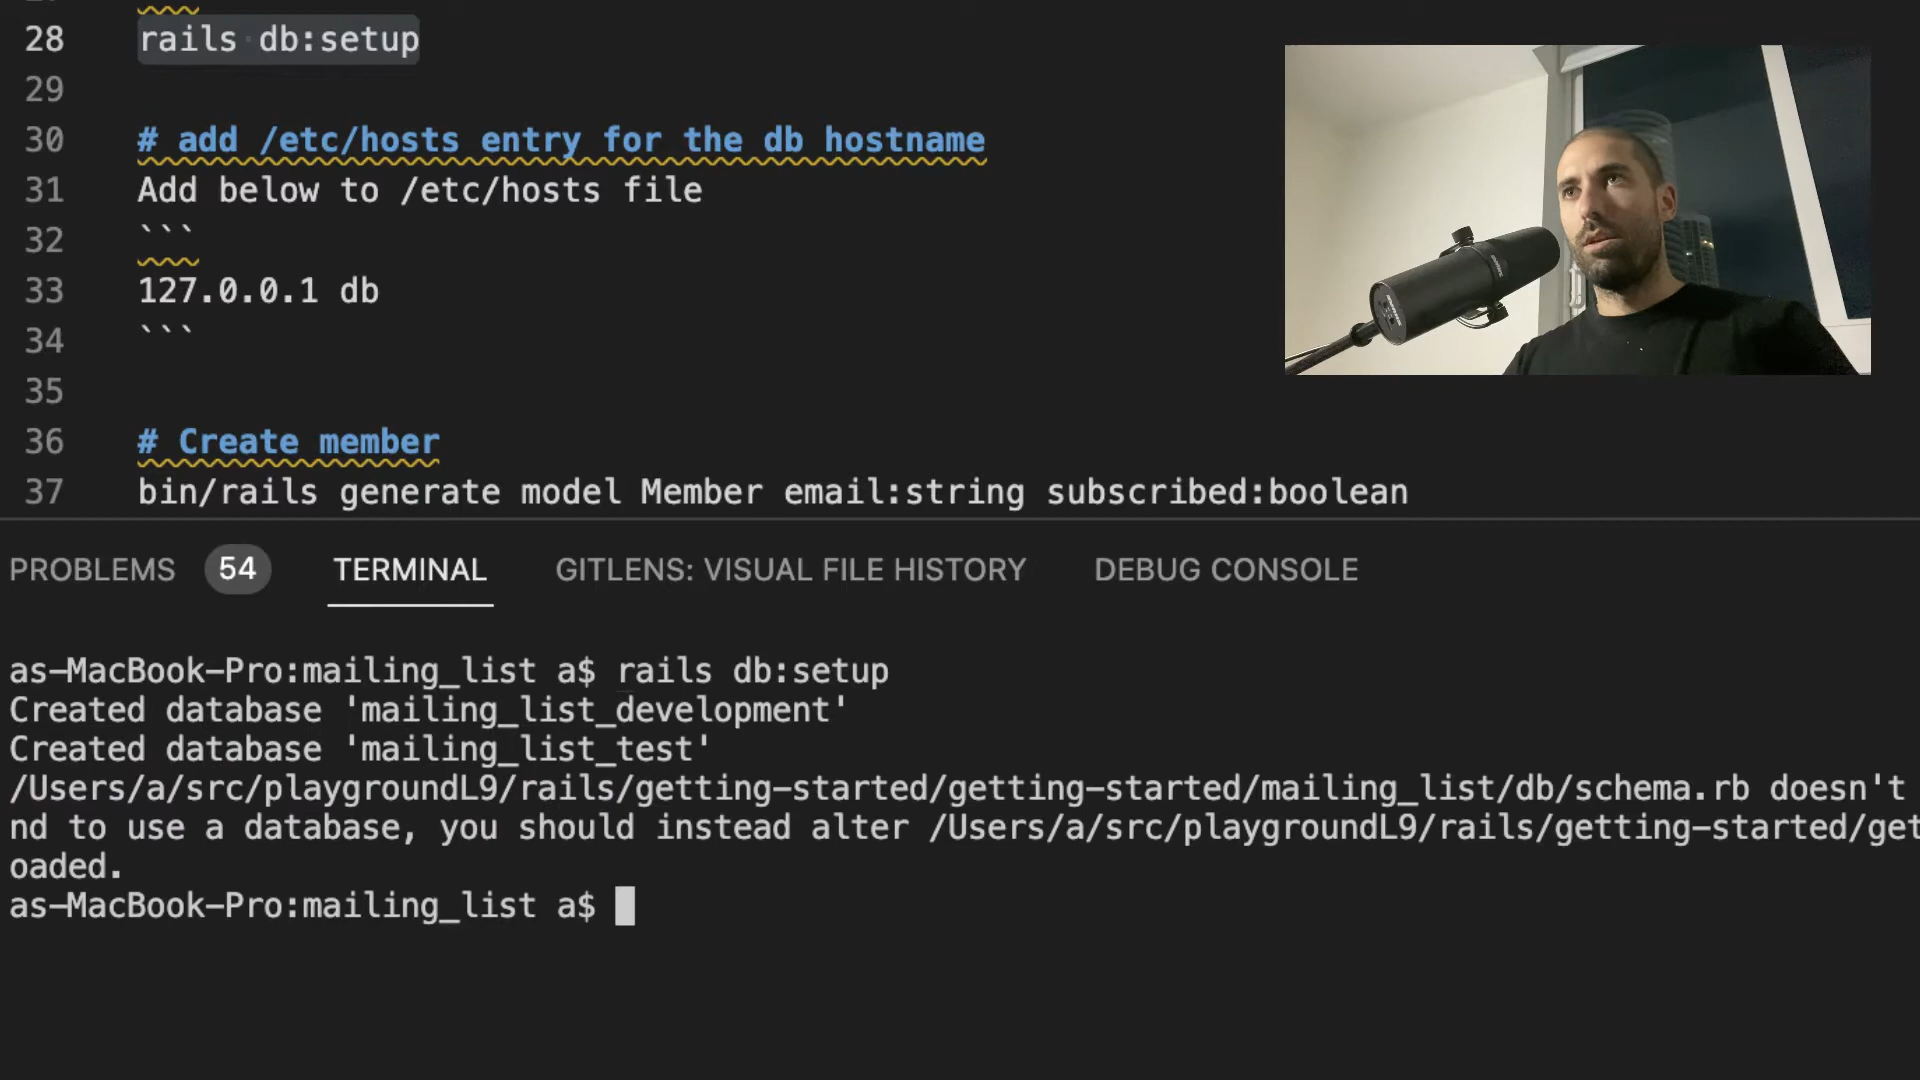 28 rails db:setup
29
30 # add /etc/hosts entry for the db hostname
31 Add below to /etc/hosts file
32 ```
33 127.0.0.1 db
34 ```
35
36 # Create member
37 bin/rails generate model Member email:string subscribed:boolean
PROBLEMS 54 TERMINAL GITLENS: VISUAL FILE HISTORY DEBUG CONSOLE
as-MacBook-Pro:mailing_list a$ rails db:setup
Created database 'mailing_list_development'
Created database 'mailing_list_test'
/Users/a/src/playgroundL9/rails/getting-started/getting-started/mailing_list/db/schema.rb doesn't
nd to use a database, you should instead alter /Users/a/src/playgroundL9/rails/getting-started/get
oaded.
as-MacBook-Pro:mailing_list a$